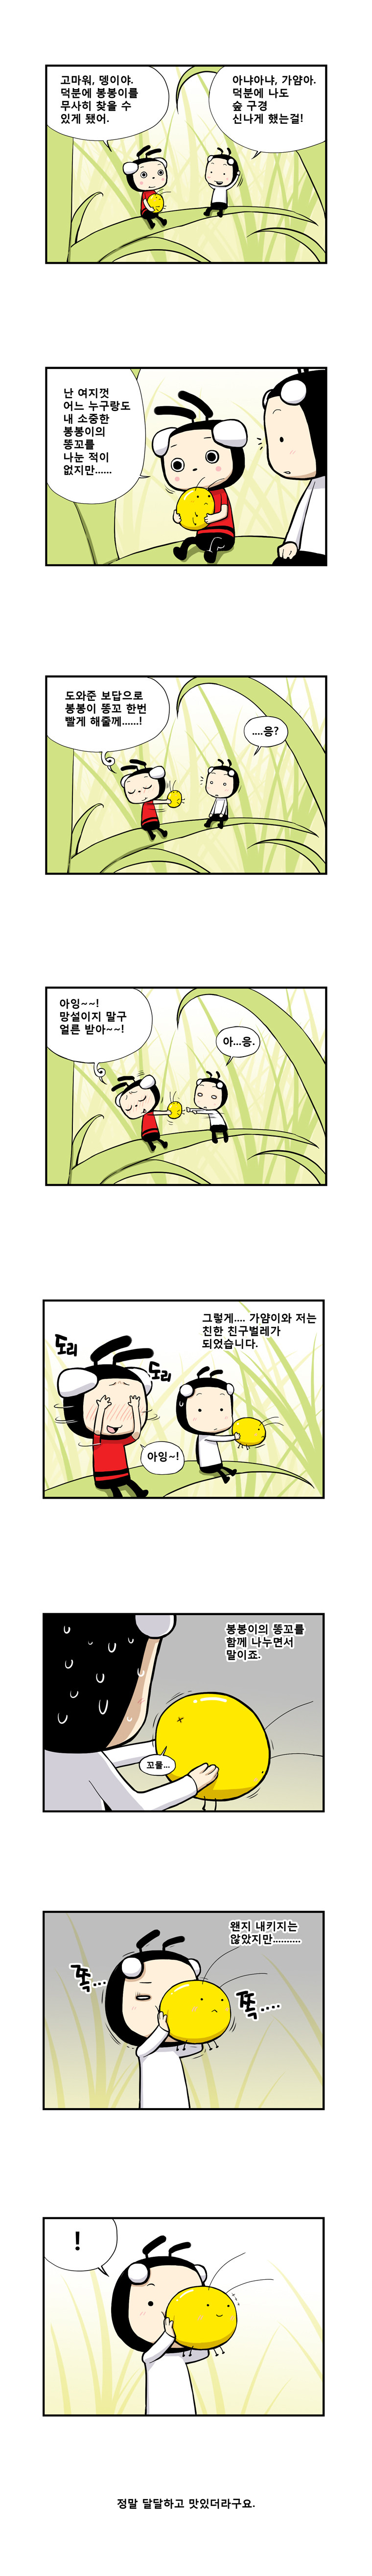 고마워, 뎅이야.
덕분에 봉봉이를
무사히 찾을 수
있게 됐어.
아냐아냐, 가얌아.
덕분에 나도
숲 구경
신나게 했는걸!
난 여지껏
어느 누구랑도
내 소중한
봉봉이의
똥꼬를
나눈 적이
없지만......
도와준 보답으로
봉봉이 똥꼬 한번
빨게 해줄께......!
....응?
아잉~~!
망설이지 말구
얼른 받아~~!
아...응.
그렇게.... 가얌이와 저는
친한 친구벌레가
되었습니다.
도리
도리
아잉~!
봉봉이의 똥꼬를
함께 나누면서
말이죠.
꼬물...
왠지 내키지는
않았지만..........
쪽...
쪽....
!
정말 달달하고 맛있더라구요.